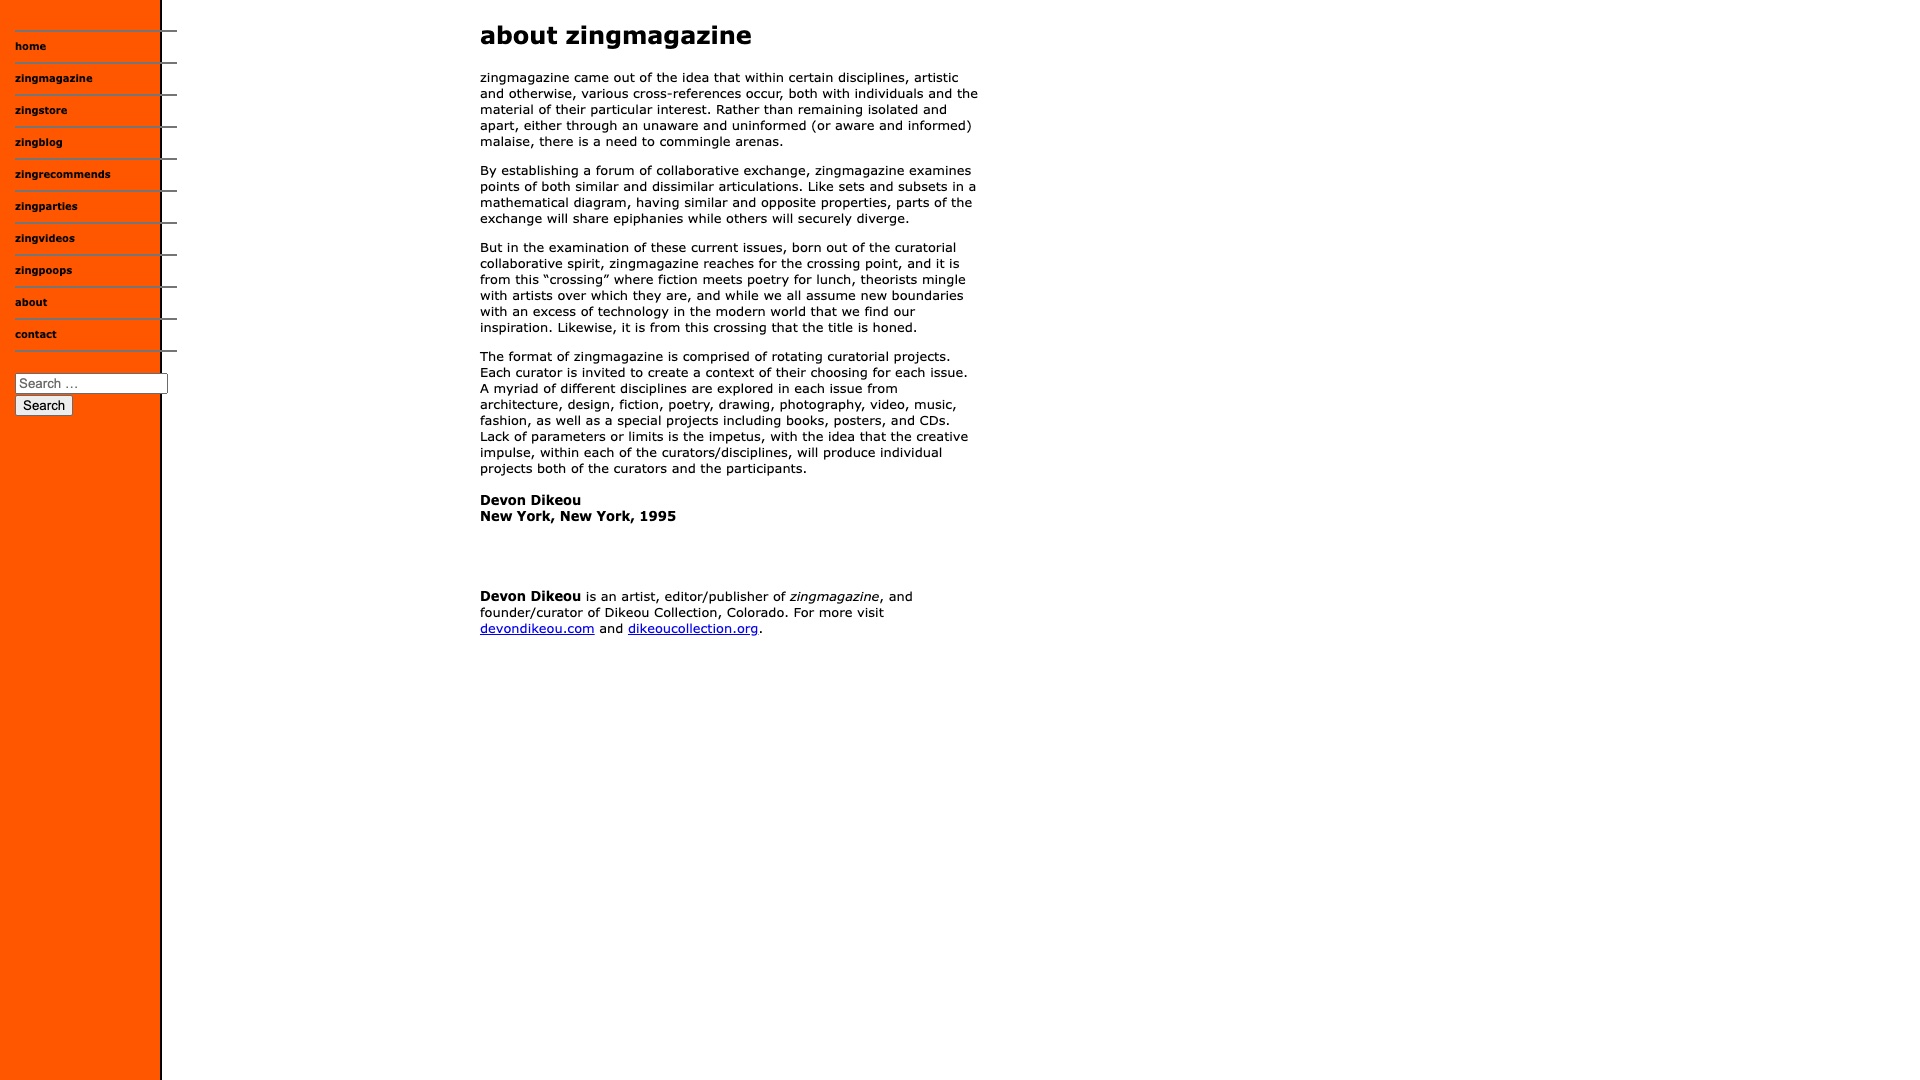 home
zingmagazine
zingstore
zingblog
zingrecommends
zingparties
zingvideos
zingpoops
about
contact
Search …
Search
about zingmagazine
zingmagazine came out of the idea that within certain disciplines, artistic
and otherwise, various cross-references occur, both with individuals and the
material of their particular interest. Rather than remaining isolated and
apart, either through an unaware and uninformed (or aware and informed)
malaise, there is a need to commingle arenas.
By establishing a forum of collaborative exchange, zingmagazine examines
points of both similar and dissimilar articulations. Like sets and subsets in a
mathematical diagram, having similar and opposite properties, parts of the
exchange will share epiphanies while others will securely diverge.
But in the examination of these current issues, born out of the curatorial
collaborative spirit, zingmagazine reaches for the crossing point, and it is
from this “crossing” where fiction meets poetry for lunch, theorists mingle
with artists over which they are, and while we all assume new boundaries
with an excess of technology in the modern world that we find our
inspiration. Likewise, it is from this crossing that the title is honed.
The format of zingmagazine is comprised of rotating curatorial projects.
Each curator is invited to create a context of their choosing for each issue.
A myriad of different disciplines are explored in each issue from
architecture, design, fiction, poetry, drawing, photography, video, music,
fashion, as well as a special projects including books, posters, and CDs.
Lack of parameters or limits is the impetus, with the idea that the creative
impulse, within each of the curators/disciplines, will produce individual
projects both of the curators and the participants.
Devon Dikeou
New York, New York, 1995
Devon Dikeou is an artist, editor/publisher of zingmagazine, and
founder/curator of Dikeou Collection, Colorado. For more visit
devondikeou.com and dikeoucollection.org.